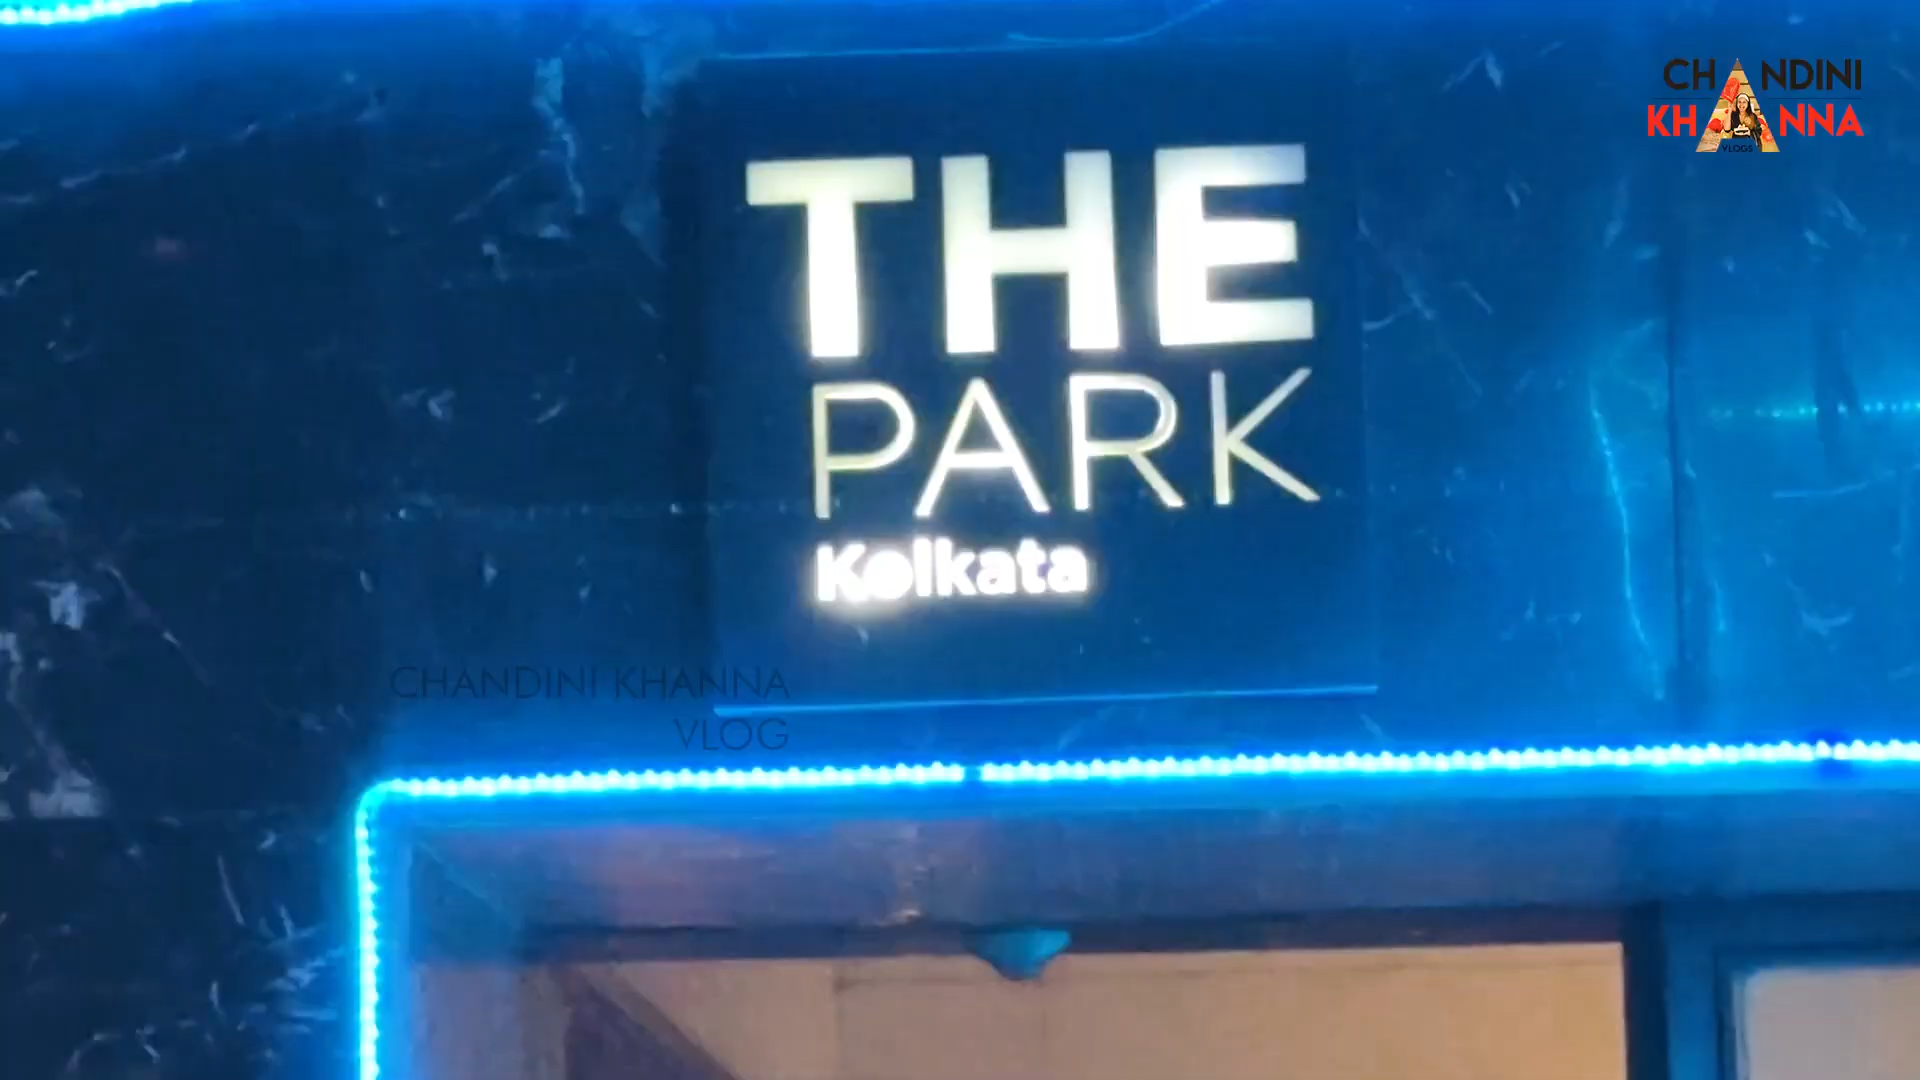 CHANDINI
KHANNA
VLOGS
THE
PARK
Kolkata
CHANDINI KHANNA
VLOG